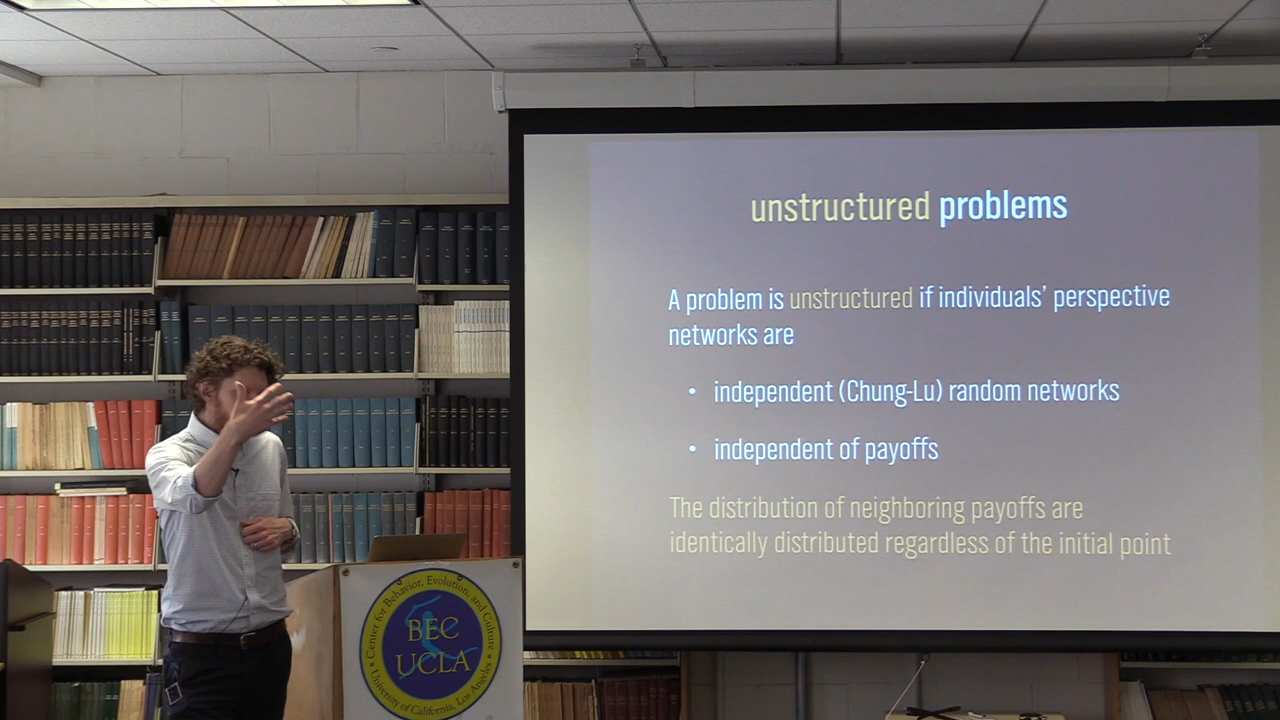 unstructured problems
A problem is unstructured if individuals’ perspective
networks are
• independent (Chung-Lu) random networks
• independent of payoffs
The distribution of neighboring payoffs are
identically distributed regardless of the initial point
Center for Behavior, Evolution, and Culture
BEC
UCLA
University of California, Los Angeles